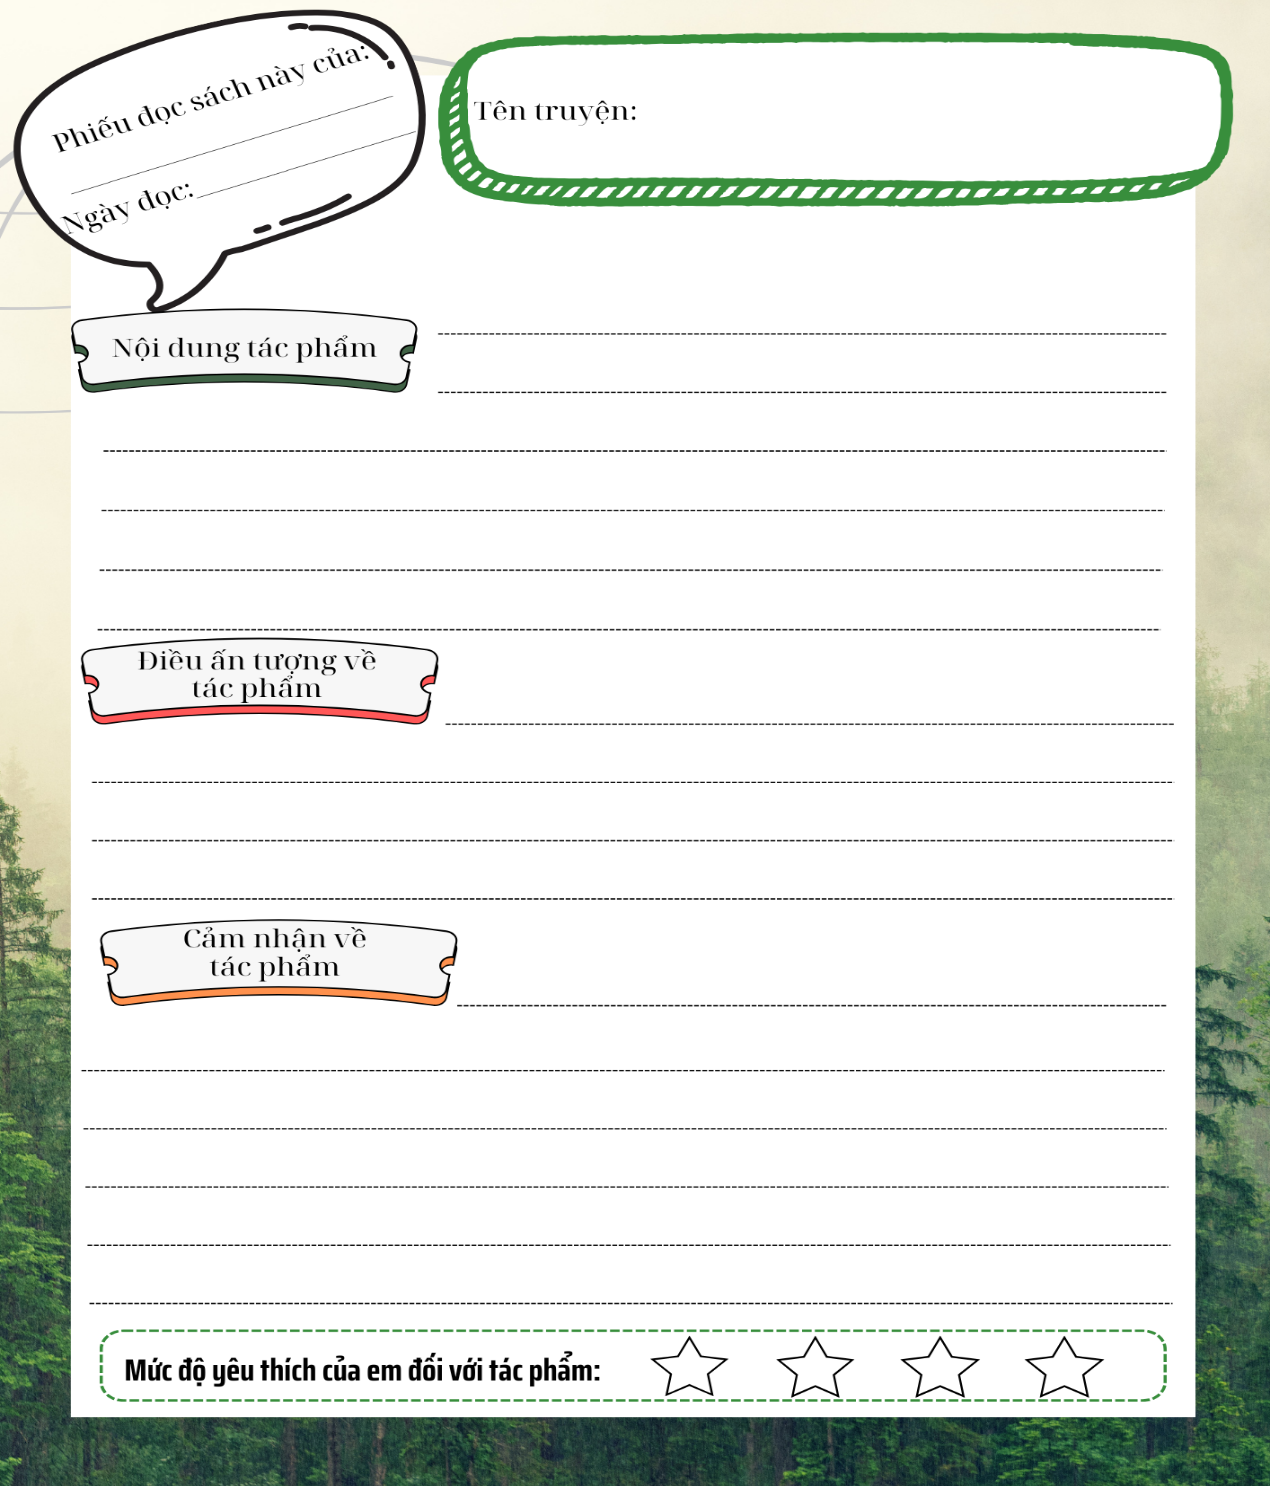 Phiếu đọc sách này của:
Ngày đọc:
Tên truyện:
Nội dung tác phẩm
Điều ấn tượng về
tác phẩm
Cảm nhận về
tác phẩm
Mức độ yêu thích của em đối với tác phẩm: